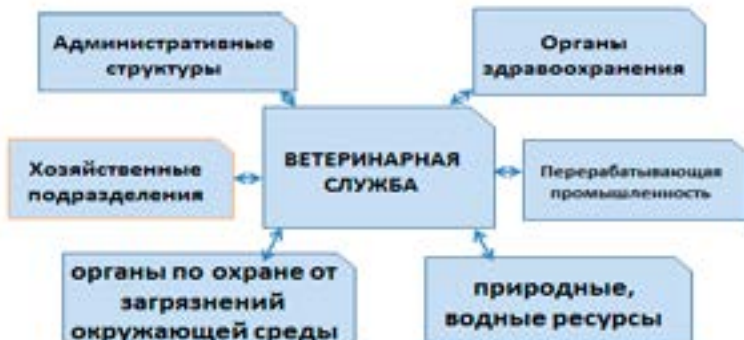 Административные
структуры
Органы
здравоохранения
Хозяйственные
подразделения
ВЕТЕРИНАРНАЯ
СЛУЖБА
Перерабатывающая
промышленность
органы по охране от
загрязнений
окружающей среды
природные,
водные ресурсы